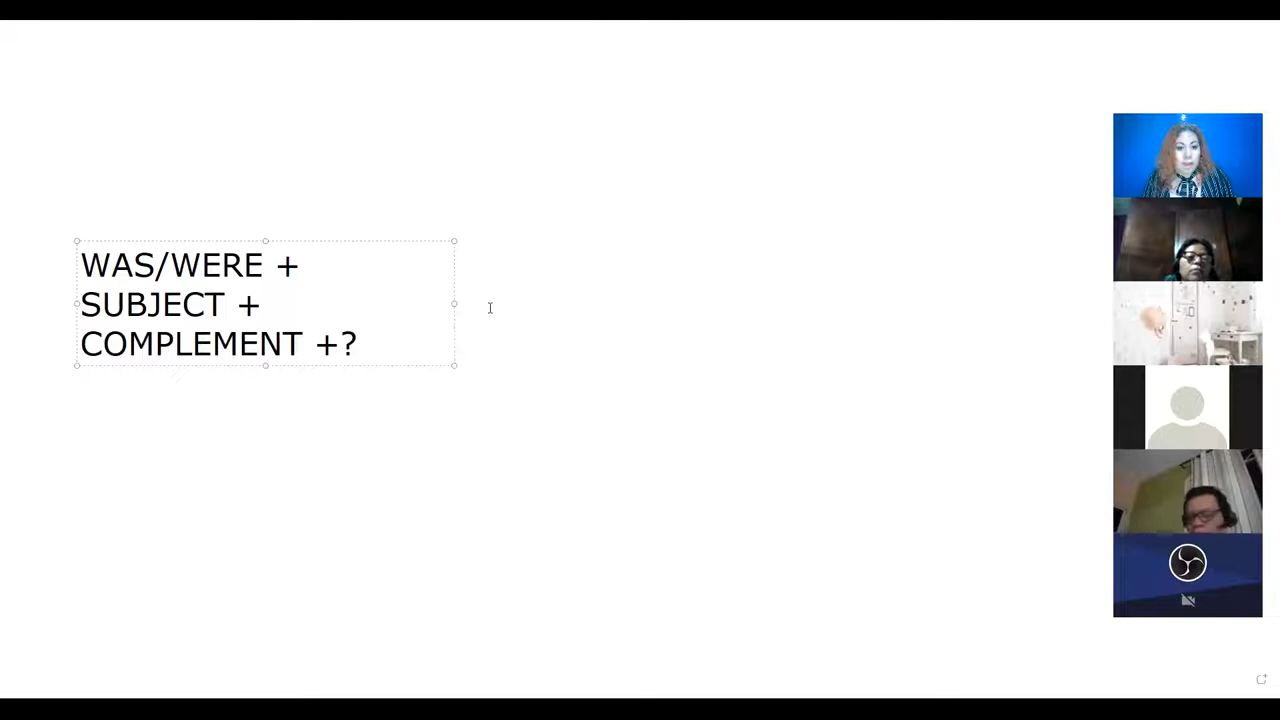 WAS/WERE +
SUBJECT +
COMPLEMENT +?